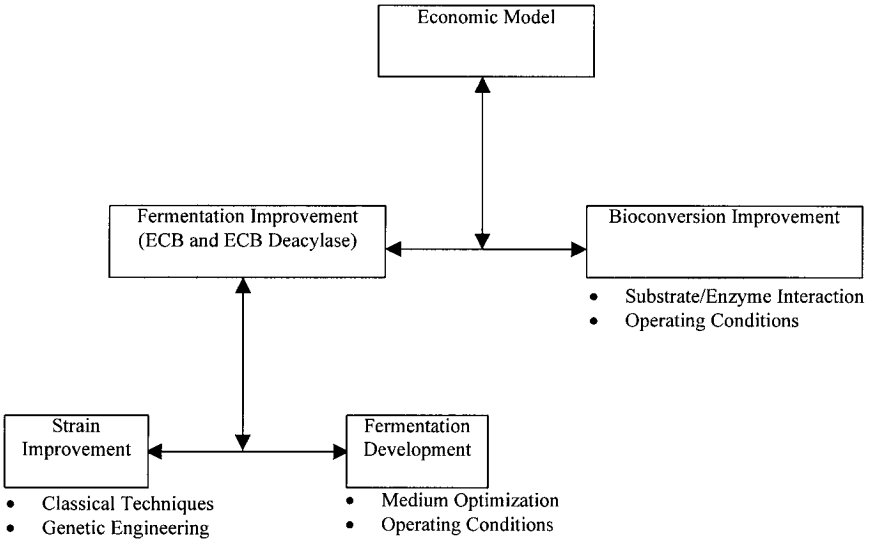 Economic Model
Fermentation Improvement
(ECB and ECB Deacylase)
Bioconversion Improvement
• Substrate/Enzyme Interaction
• Operating Conditions
Strain
Improvement
• Classical Techniques
• Genetic Engineering
Fermentation
Development
• Medium Optimization
• Operating Conditions